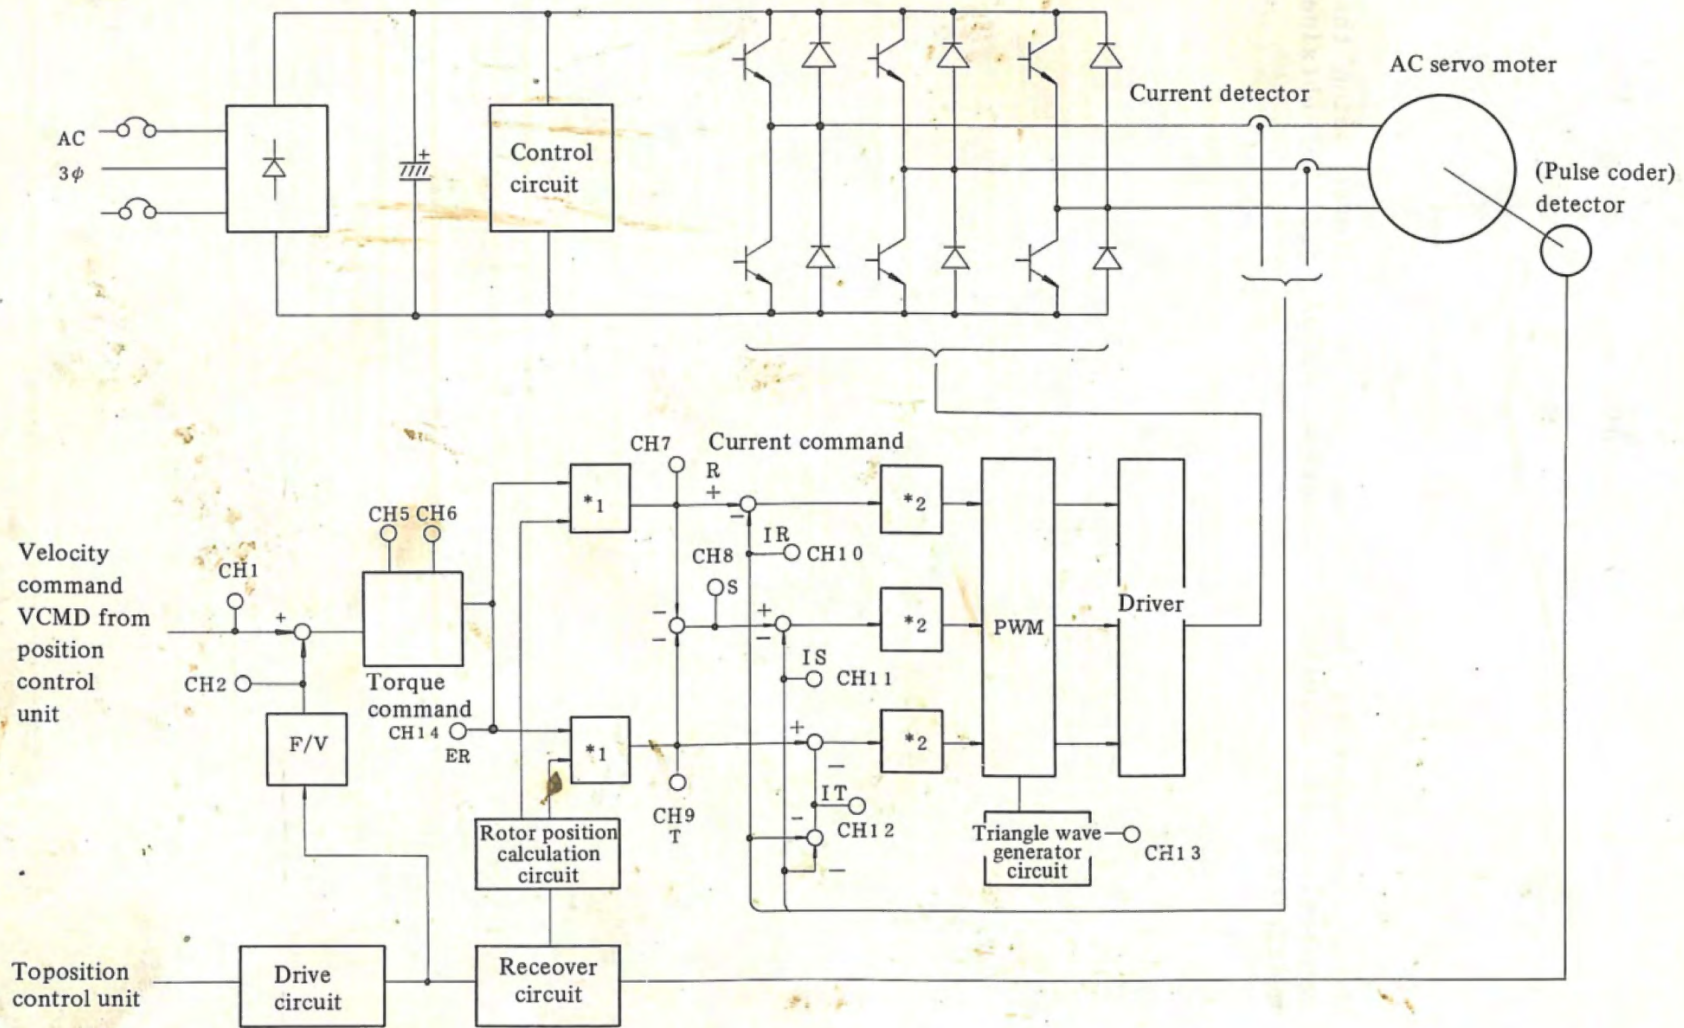 AC servo moter
Current detector
AC
3φ
+
Control
circuit
(Pulse coder)
detector
CH7
Current command
R
+
-
*1
*2
CH5 CH6
IR
CH10
CH8
S
Velocity
command
VCMD from
position
control
unit
CH1
+
-
-
+
-
*2
PWM
Driver
IS
CH11
CH2
Torque
command
CH14
ER
F/V
*1
+
-
*2
CH9
T
IT
CH12
-
-
Rotor position
calculation
circuit
Triangle wave
generator
circuit
CH13
Toposition
control unit
Drive
circuit
Receover
circuit